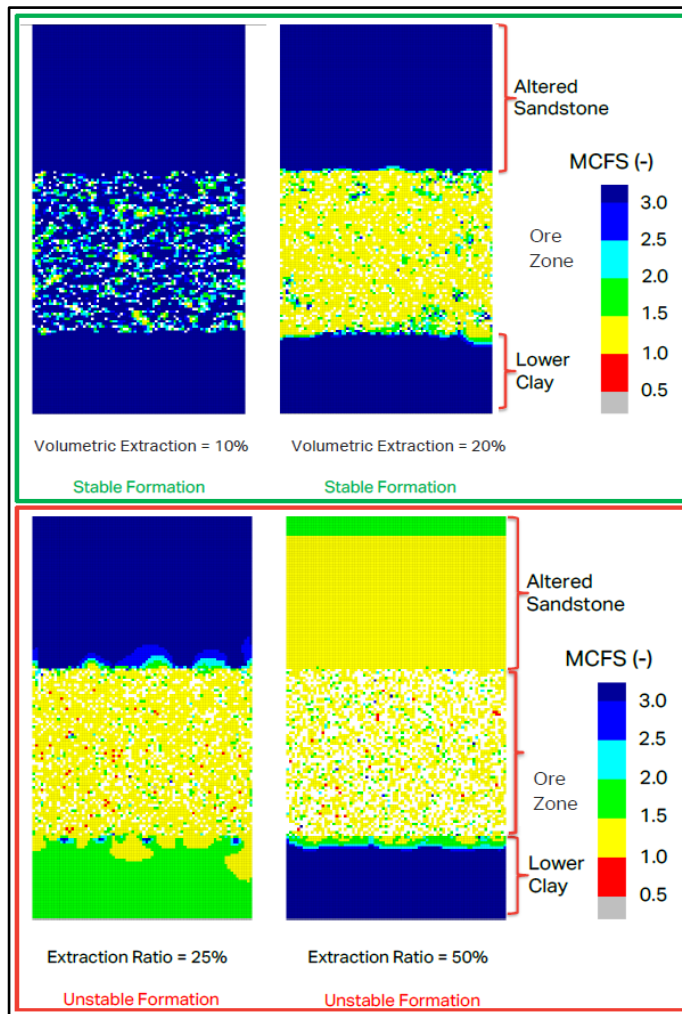 Altered
Sandstone
MCFS (-)
3.0
2.5
2.0
1.5
1.0
0.5
Ore
Zone
Lower
Clay
Volumetric Extraction = 10%
Volumetric Extraction = 20%
Stable Formation
Stable Formation
Altered
Sandstone
MCFS (-)
3.0
2.5
2.0
1.5
1.0
0.5
Ore
Zone
Lower
Clay
Extraction Ratio = 25%
Extraction Ratio = 50%
Unstable Formation
Unstable Formation